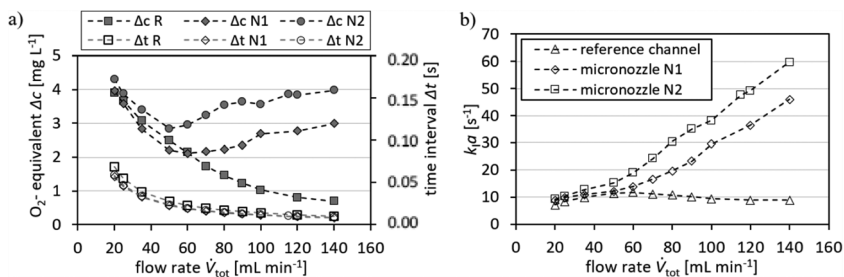 a)
Δc R Δc N1 Δc N2
Δt R Δt N1 Δt N2
O₂- equivalent Δc [mg L⁻¹]
5
4
3
2
1
0
0.20
0.15
0.10
0.05
0.00
time interval Δt [s]
0 20 40 60 80 100 120 140 160
flow rate V̇tot [mL min⁻¹]
b)
kₗa [s⁻¹]
70
60
50
40
30
20
10
0
reference channel
micronozzle N1
micronozzle N2
0 20 40 60 80 100 120 140 160
flow rate V̇tot [mL min⁻¹]